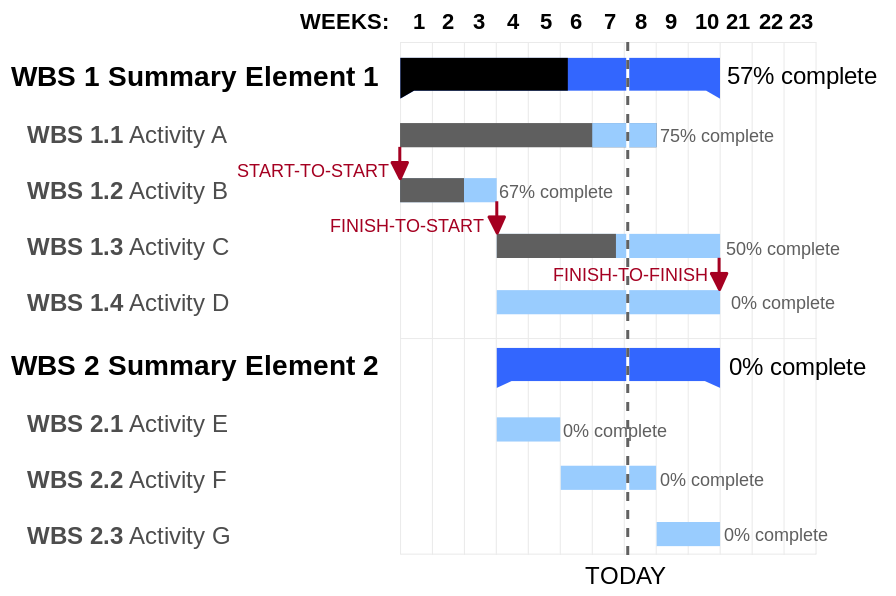 WEEKS: 1 2 3 4 5 6 7 8 9 10 21 22 23
WBS 1 Summary Element 1 57% complete
WBS 1.1 Activity A 75% complete
START-TO-START
WBS 1.2 Activity B 67% complete
FINISH-TO-START
WBS 1.3 Activity C 50% complete
FINISH-TO-FINISH
WBS 1.4 Activity D 0% complete
WBS 2 Summary Element 2 0% complete
WBS 2.1 Activity E 0% complete
WBS 2.2 Activity F 0% complete
WBS 2.3 Activity G 0% complete
TODAY